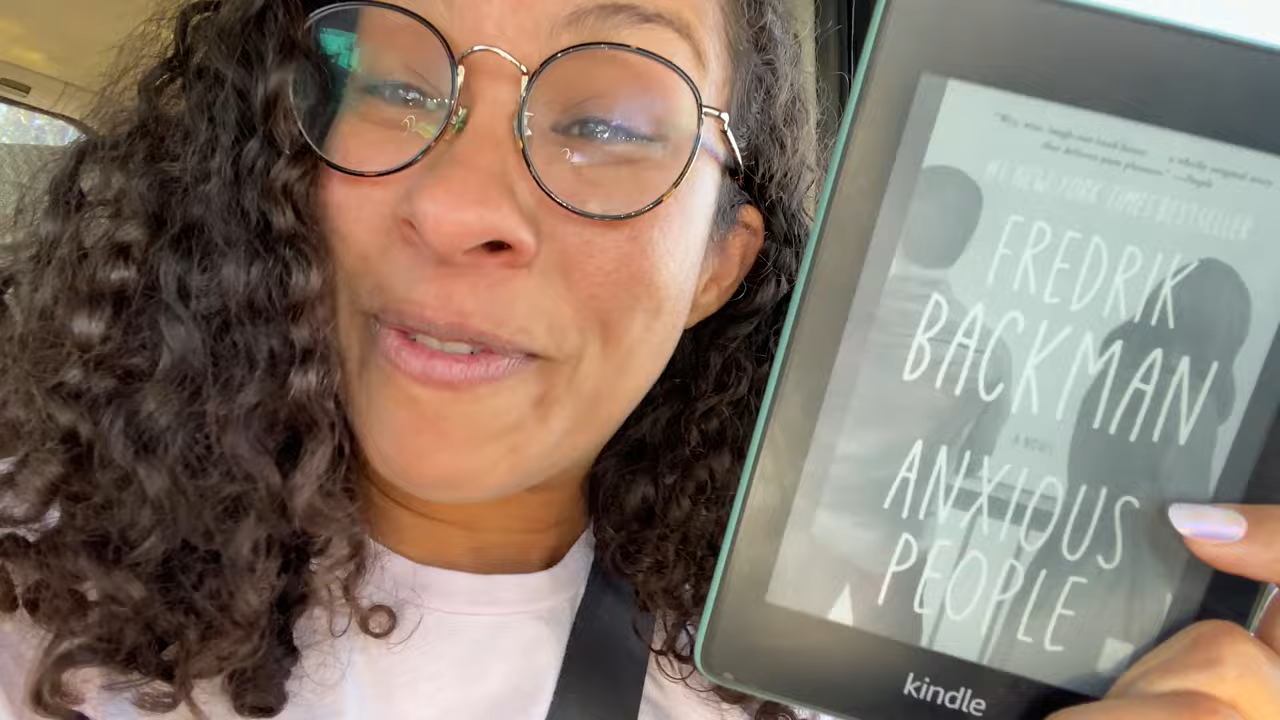 #1 NEW YORK TIMES BESTSELLER
FREDRIK
BACKMAN
A NOVEL
ANXIOUS
PEOPLE
kindle